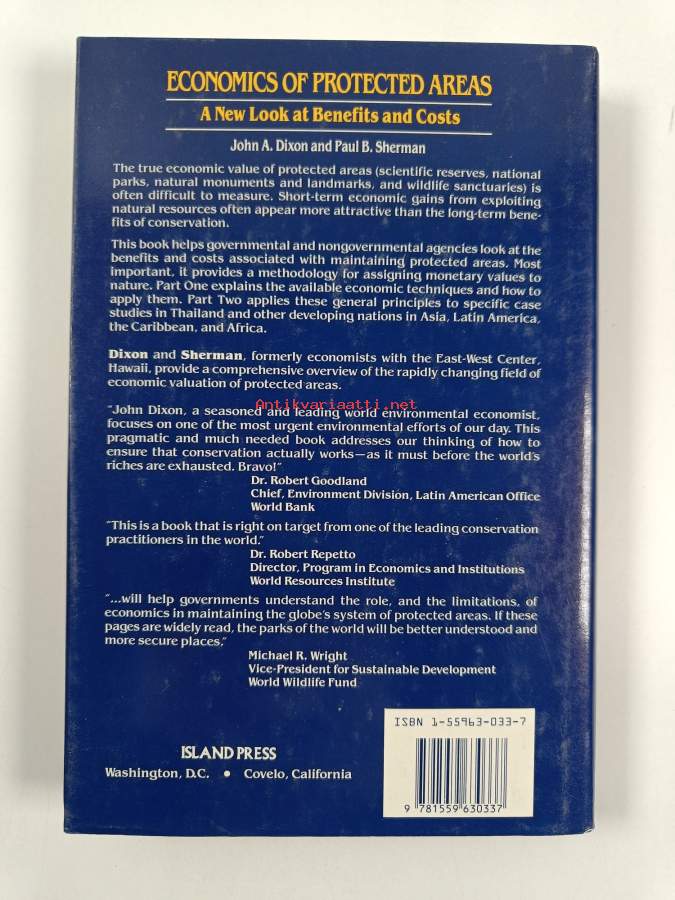 ECONOMICS OF PROTECTED AREAS
A New Look at Benefits and Costs
John A. Dixon and Paul B. Sherman
The true economic value of protected areas (scientific reserves, national
parks, natural monuments and landmarks, and wildlife sanctuaries) is
often difficult to measure. Short-term economic gains from exploiting
natural resources often appear more attractive than the long-term bene-
fits of conservation.
This book helps governmental and nongovernmental agencies look at the
benefits and costs associated with maintaining protected areas. Most
important, it provides a methodology for assigning monetary values to
nature. Part One explains the available economic techniques and how to
apply them. Part Two applies these general principles to specific case
studies in Thailand and other developing nations in Asia, Latin America,
the Caribbean, and Africa.
Dixon and Sherman, formerly economists with the East-West Center,
Hawaii, provide a comprehensive overview of the rapidly changing field of
economic valuation of protected areas.
Antikvariaatti.net
"John Dixon, a seasoned and leading world environmental economist,
focuses on one of the most urgent environmental efforts of our day. This
pragmatic and much needed book addresses our thinking of how to
ensure that conservation actually works—as it must before the world's
riches are exhausted. Bravo!"
Dr. Robert Goodland
Chief, Environment Division, Latin American Office
World Bank
"This is a book that is right on target from one of the leading conservation
practitioners in the world."
Dr. Robert Repetto
Director, Program in Economics and Institutions
World Resources Institute
"...will help governments understand the role, and the limitations, of
economics in maintaining the globe's system of protected areas. If these
pages are widely read, the parks of the world will be better understood and
more secure places."
Michael R. Wright
Vice-President for Sustainable Development
World Wildlife Fund
ISBN 1-55963-033-7
ISLAND PRESS
Washington, D.C. • Covelo, California
9 781559 630337